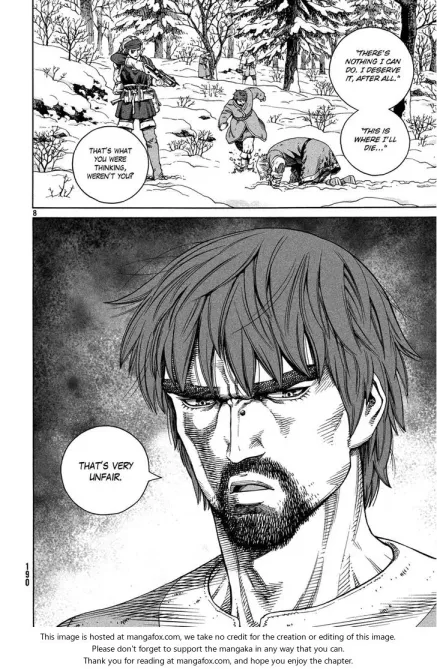 "THERE'S
NOTHING I CAN
DO. I DESERVE
IT, AFTER ALL."
"THIS IS
WHERE I'LL
DIE..."
THAT'S WHAT
YOU WERE
THINKING,
WEREN'T YOU?
8
THAT'S VERY
UNFAIR.
190
This image is hosted at mangafox.com, we take no credit for the creation or editing of this image.
Please don't forget to support the mangaka in any way that you can.
Thank you for reading at mangafox.com, and hope you enjoy the chapter.